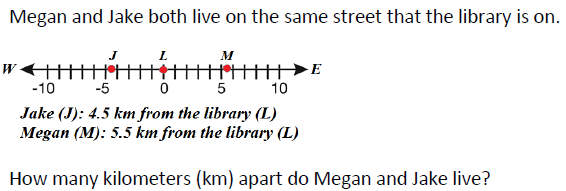 Megan and Jake both live on the same street that the library is on.
J L M
W E
-10 -5 0 5 10
Jake (J): 4.5 km from the library (L)
Megan (M): 5.5 km from the library (L)
How many kilometers (km) apart do Megan and Jake live?